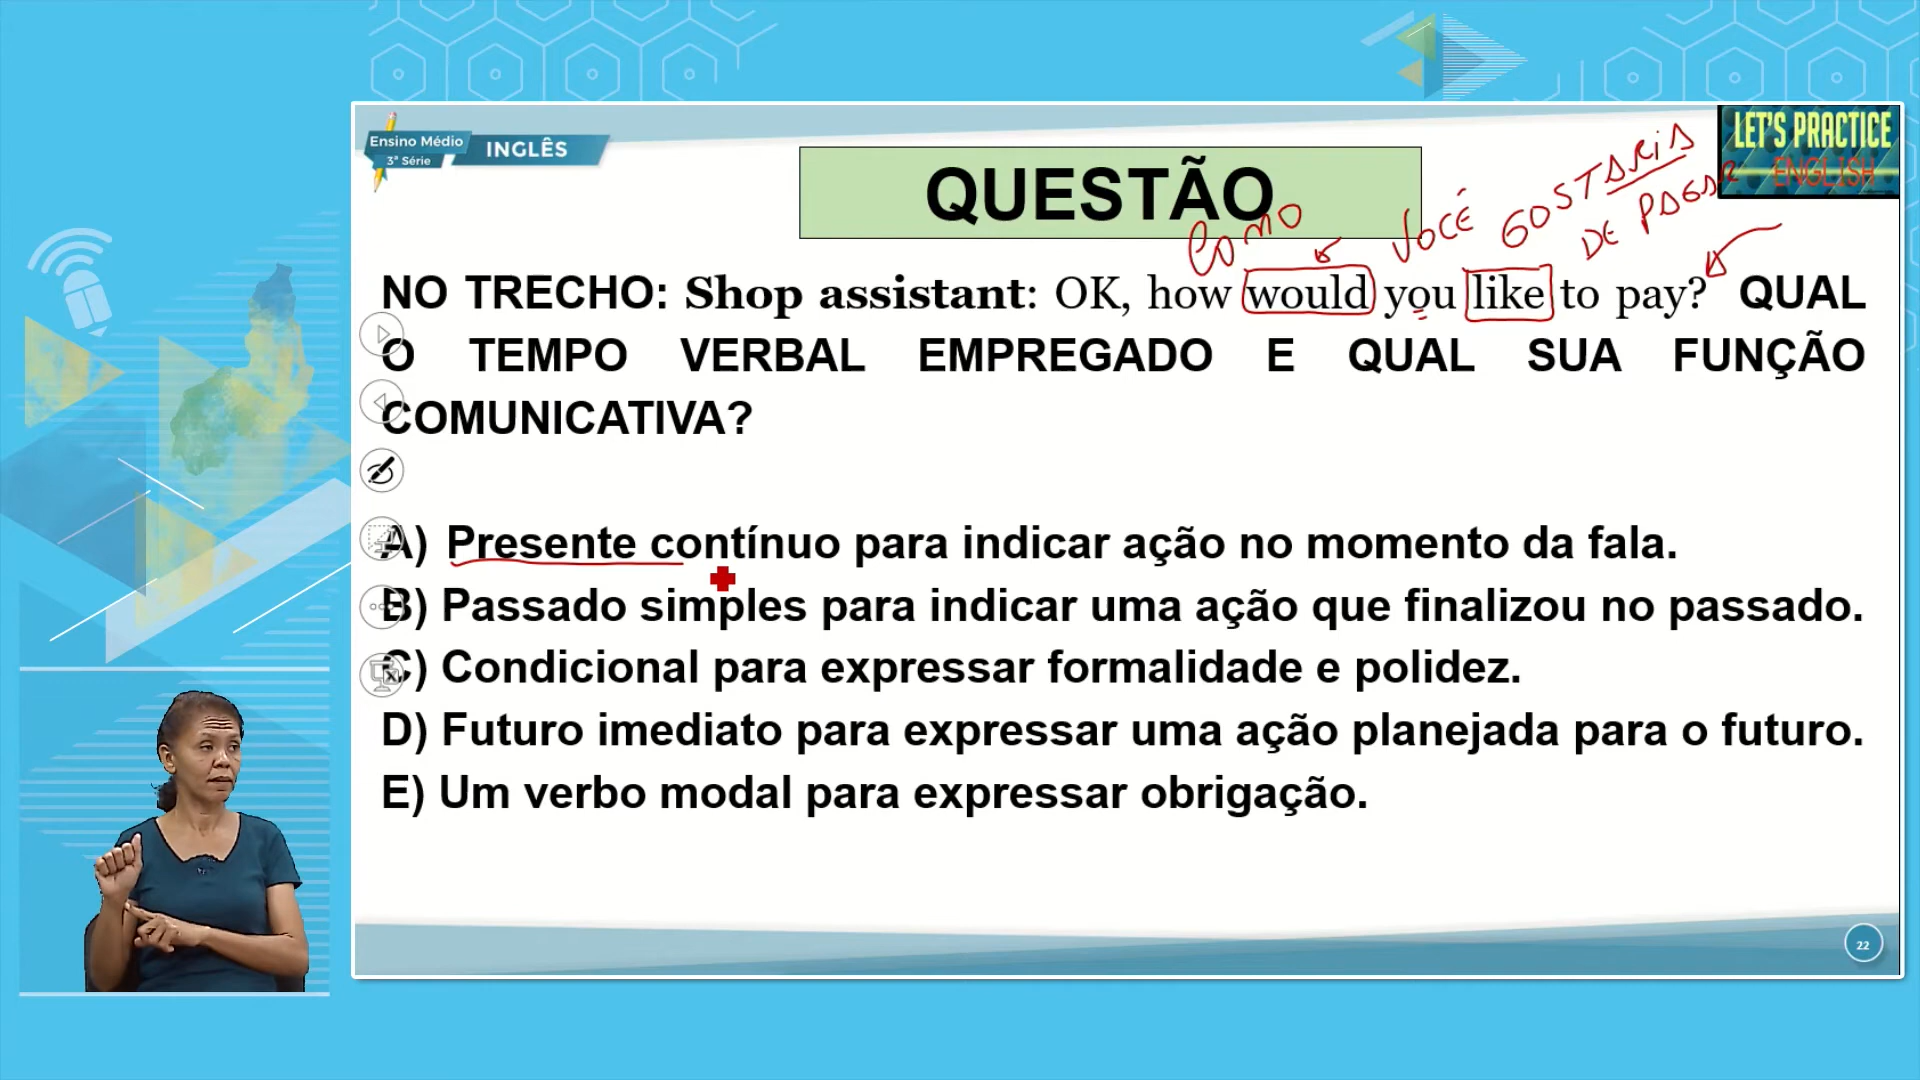 Ensino Médio
3ª Série
INGLÊS
LET'S PRACTICE
ENGLISH
QUESTÃO
COMO VOCÊ GOSTARIA
DE PAGAR
NO TRECHO: Shop assistant: OK, how would you like to pay? QUAL
O TEMPO VERBAL EMPREGADO E QUAL SUA FUNÇÃO
COMUNICATIVA?
A) Presente contínuo para indicar ação no momento da fala.
B) Passado simples para indicar uma ação que finalizou no passado.
C) Condicional para expressar formalidade e polidez.
D) Futuro imediato para expressar uma ação planejada para o futuro.
E) Um verbo modal para expressar obrigação.
22